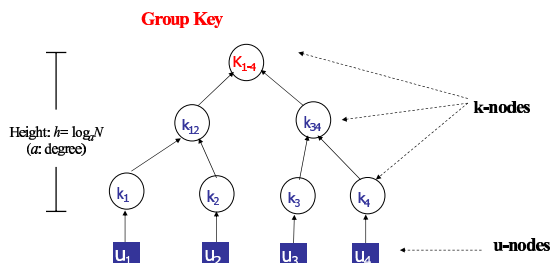 Group Key
K1-4
k12
k34
k-nodes
Height: h= logaN
(a: degree)
k1
k2
k3
k4
u1
u2
u3
u4
u-nodes